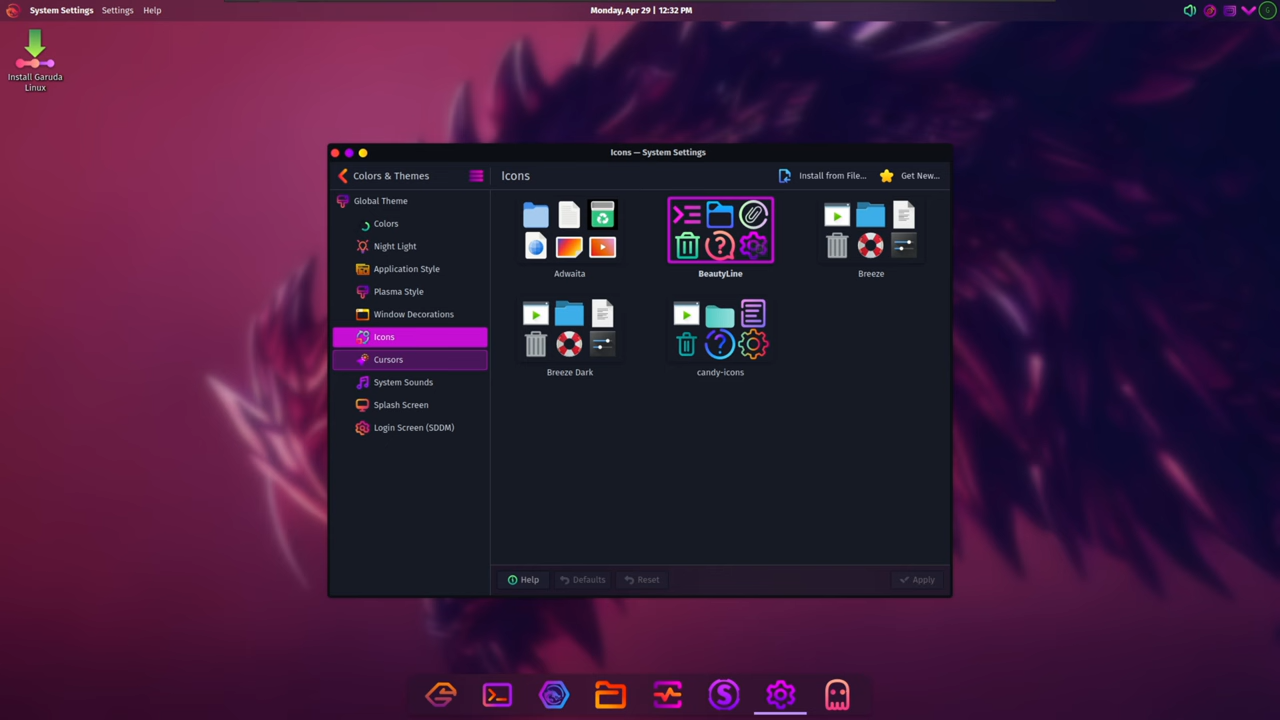 System Settings Settings Help
Monday, Apr 29 | 12:32 PM
Install Garuda
Linux
Icons — System Settings
Colors & Themes
Icons
Install from File...
Get New...
Global Theme
Colors
Night Light
Application Style
Plasma Style
Window Decorations
Icons
Cursors
System Sounds
Splash Screen
Login Screen (SDDM)
Adwaita
BeautyLine
Breeze
Breeze Dark
candy-icons
Help
Defaults
Reset
Apply